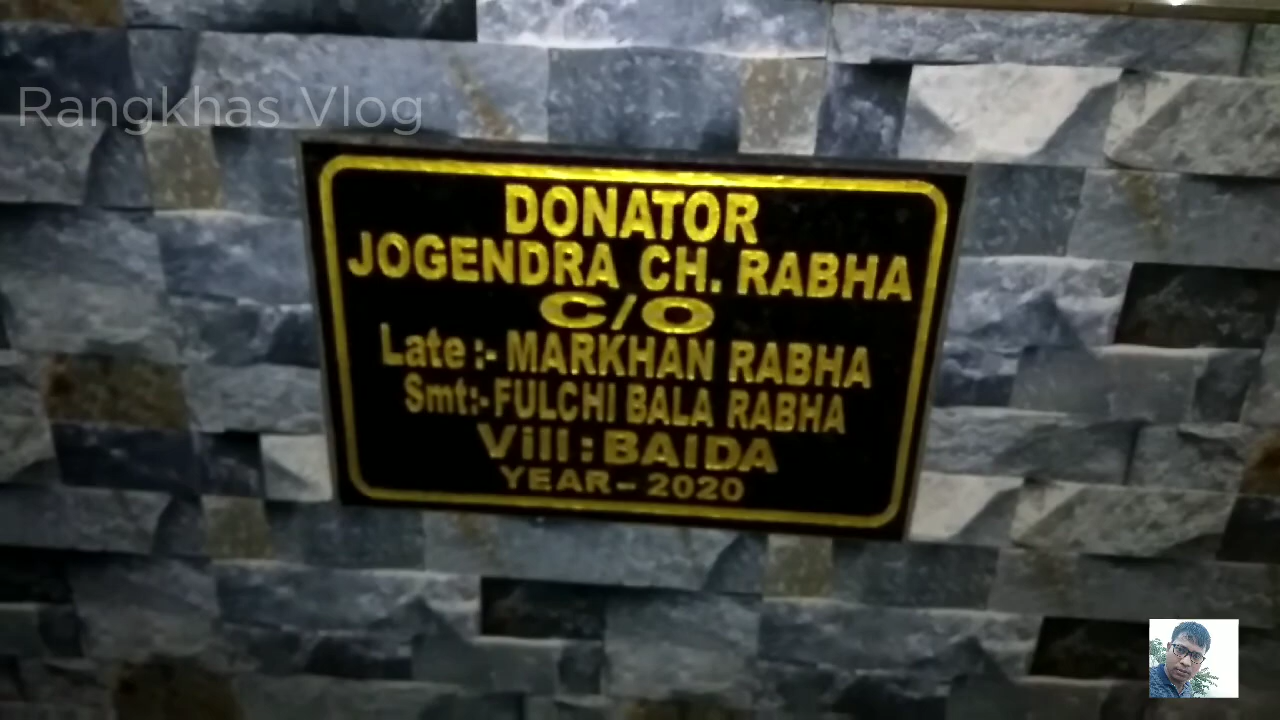 Rangkhas Vlog
DONATOR
JOGENDRA CH. RABHA
C/O
Late:- MARKHAN RABHA
Smt:- FULCHI BALA RABHA
Vill: BAIDA
YEAR- 2020